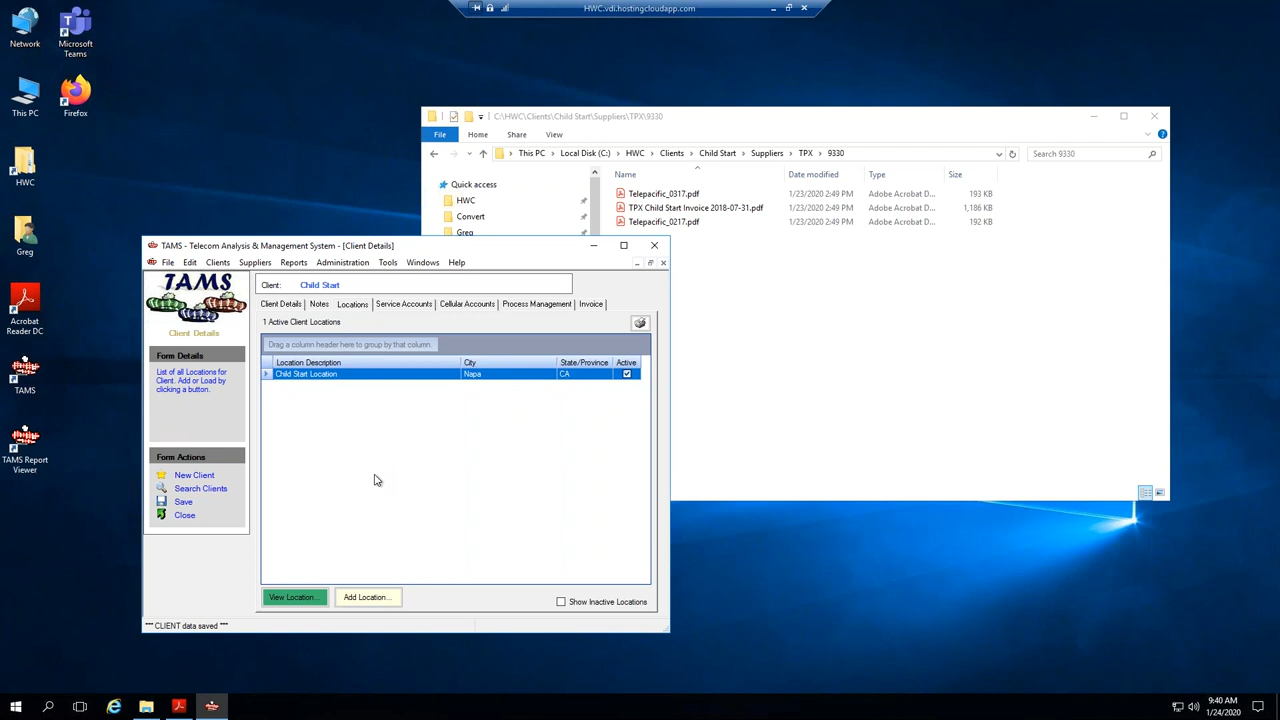 HWC.vdi.hostingcloudapp.com
Network
Microsoft
Teams
This PC
Firefox
HWC
Greg
Acrobat
Reader DC
TAMS
TAMS Report
Viewer
C:\HWC\Clients\Child Start\Suppliers\TPX\9330
File Home Share View
This PC > Local Disk (C:) > HWC > Clients > Child Start > Suppliers > TPX > 9330
Search 9330
Quick access
HWC
Convert
Greg
Name Date modified Type Size
Telepacific_0317.pdf 1/23/2020 2:49 PM Adobe Acrobat D... 193 KB
TPX Child Start Invoice 2018-07-31.pdf 1/23/2020 2:49 PM Adobe Acrobat D... 1,186 KB
Telepacific_0217.pdf 1/23/2020 2:49 PM Adobe Acrobat D... 192 KB
TAMS - Telecom Analysis & Management System - [Client Details]
File Edit Clients Suppliers Reports Administration Tools Windows Help
TAMS
Client Details
Form Details
List of all Locations for
Client. Add or Load by
clicking a button.
Form Actions
New Client
Search Clients
Save
Close
Client: Child Start
Client Details Notes Locations Service Accounts Cellular Accounts Process Management Invoice
1 Active Client Locations
Drag a column header here to group by that column.
Location Description City State/Province Active
Child Start Location Napa CA
View Location... Add Location... Show Inactive Locations
*** CLIENT data saved ***
9:40 AM
1/24/2020